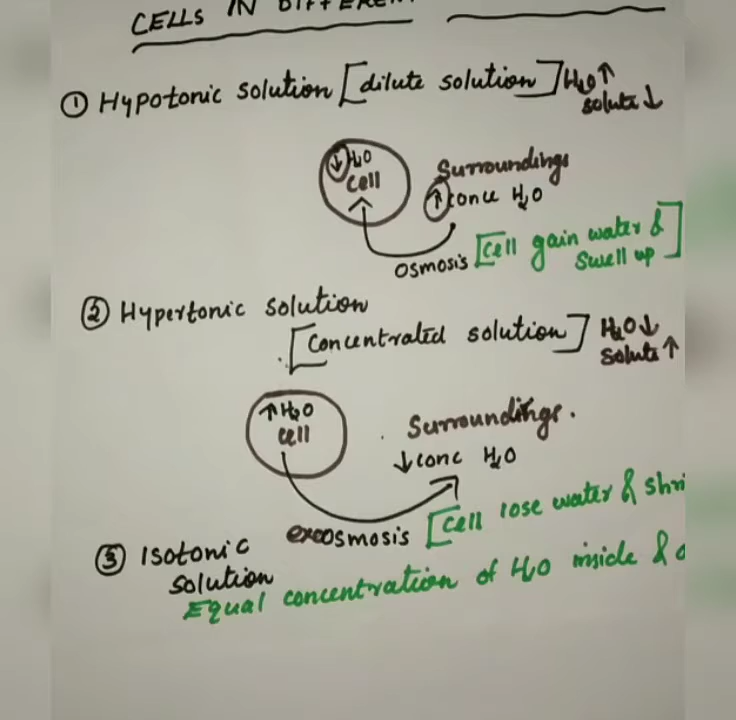 CELLS IN DIFFEREN
① Hypotonic solution [dilute solution] H₂O↑
solute ↓
↓H₂O
cell
Surroundings
↑conc H₂O
osmosis [cell gain water &
swell up]
② Hypertonic solution
[concentrated solution] H₂O↓
Solute ↑
↑H₂O
cell
Surroundings.
↓conc H₂O
exosmosis [cell lose water & shri
③ Isotonic
solution
Equal concentration of H₂O inside &